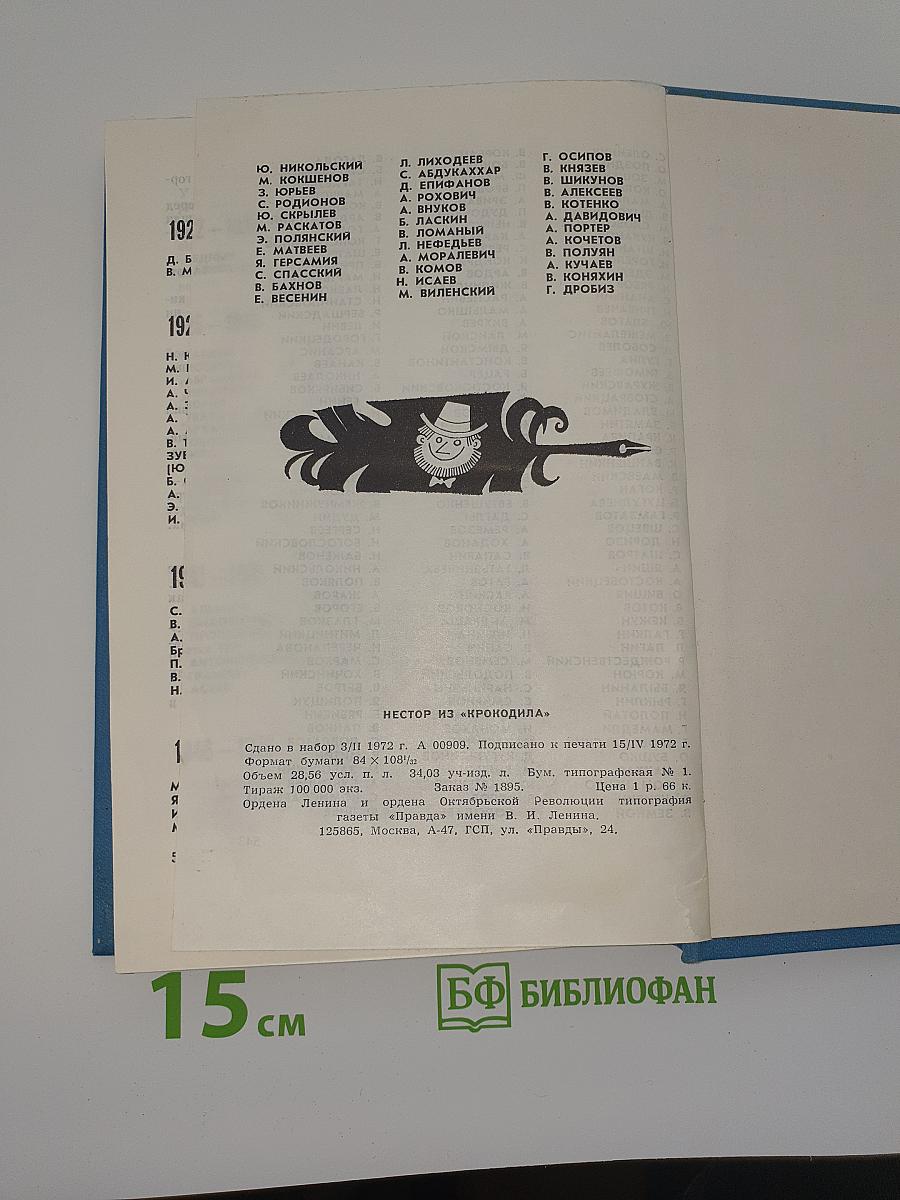 Ю. НИКОЛЬСКИЙ
М. КОКШЕНОВ
З. ЮРЬЕВ
С. РОДИОНОВ
Ю. СКРЫЛЕВ
М. РАСКАТОВ
Э. ПОЛЯНСКИЙ
Е. МАТВЕЕВ
Я. ГЕРСАМИЯ
С. СПАССКИЙ
В. БАХНОВ
Е. ВЕСЕНИН
Л. ЛИХОДЕЕВ
С. АБДУКАХХАР
Д. ЕПИФАНОВ
А. РОХОВИЧ
А. ВНУКОВ
Б. ЛАСКИН
В. ЛОМАНЫЙ
Л. НЕФЕДЬЕВ
А. МОРАЛЕВИЧ
В. КОМОВ
Н. ИСАЕВ
М. ВИЛЕНСКИЙ
Г. ОСИПОВ
В. КНЯЗЕВ
В. ШИКУНОВ
В. АЛЕКСЕЕВ
В. КОТЕНКО
А. ДАВИДОВИЧ
А. ПОРТЕР
А. КОЧЕТОВ
В. ПОЛУЯН
А. КУЧАЕВ
В. КОНЯХИН
Г. ДРОБИЗ
НЕСТОР ИЗ «КРОКОДИЛА»
Сдано в набор 3/II 1972 г. А 00909. Подписано к печати 15/IV 1972 г.
Формат бумаги 84 × 108¹/₃₂
Объем 28,56 усл. п. л. 34,03 уч-изд. л. Бум. типографская № 1.
Тираж 100 000 экз. Заказ № 1895. Цена 1 р. 66 к.
Ордена Ленина и ордена Октябрьской Революции типография
газеты «Правда» имени В. И. Ленина.
125865, Москва, А-47, ГСП, ул. «Правды», 24.
15 см
БФ БИБЛИОФАН